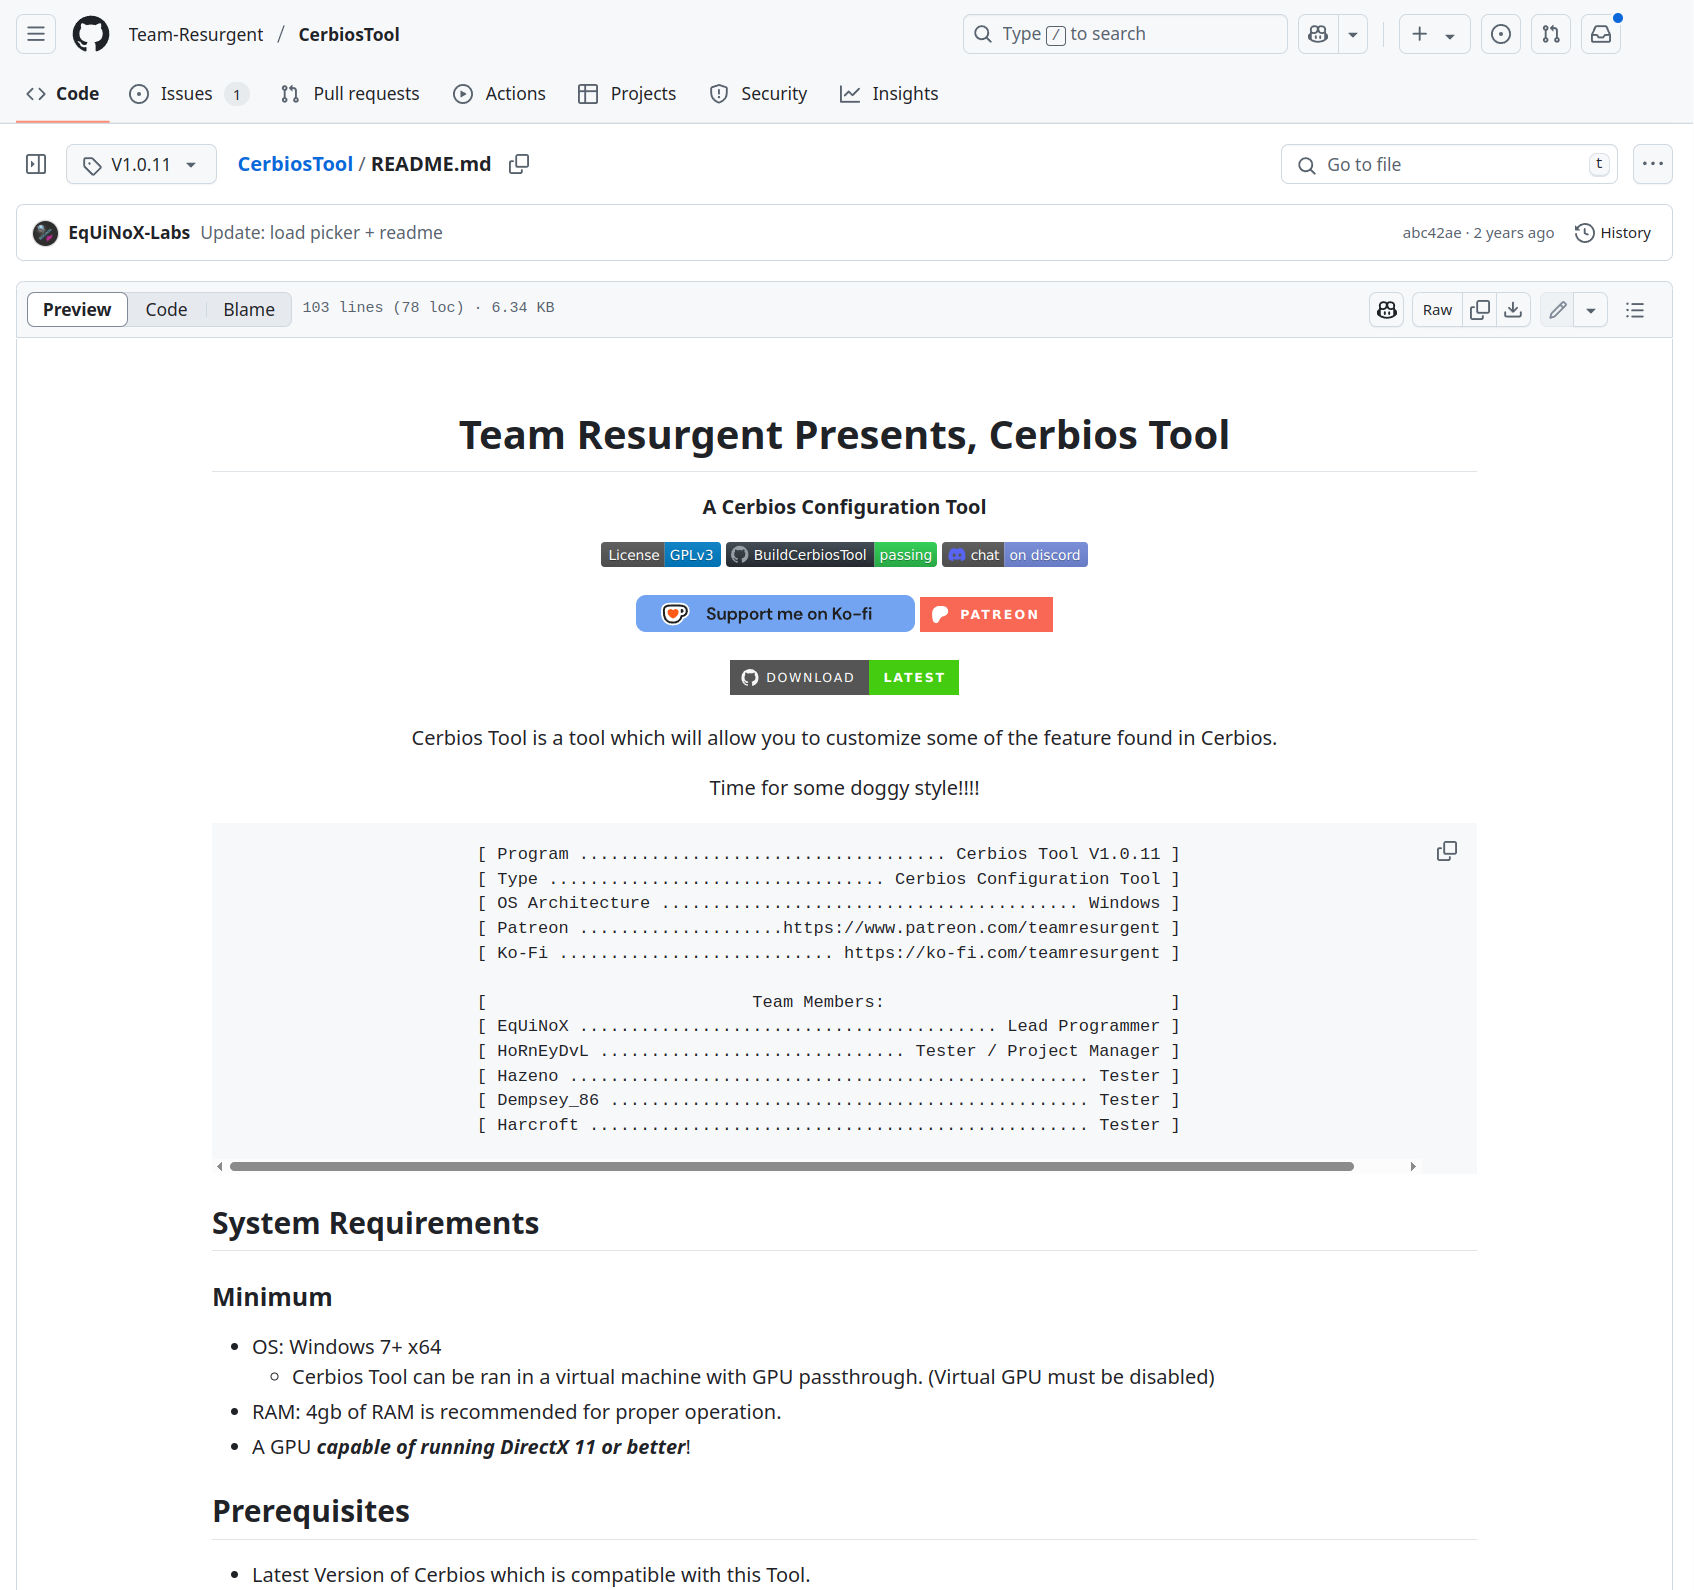 Team-Resurgent / CerbiosTool
Type / to search
Code
Issues 1
Pull requests
Actions
Projects
Security
Insights
V1.0.11
CerbiosTool / README.md
Go to file
t
EqUiNoX-Labs Update: load picker + readme
abc42ae · 2 years ago
History
Preview
Code
Blame
103 lines (78 loc) · 6.34 KB
Raw
Team Resurgent Presents, Cerbios Tool
A Cerbios Configuration Tool
License GPLv3 BuildCerbiosTool passing chat on discord
Support me on Ko-fi PATREON
DOWNLOAD LATEST
Cerbios Tool is a tool which will allow you to customize some of the feature found in Cerbios.
Time for some doggy style!!!!
[ Program .................................... Cerbios Tool V1.0.11 ]
[ Type ................................. Cerbios Configuration Tool ]
[ OS Architecture ......................................... Windows ]
[ Patreon ....................https://www.patreon.com/teamresurgent ]
[ Ko-Fi ........................... https://ko-fi.com/teamresurgent ]
[                          Team Members:                            ]
[ EqUiNoX ......................................... Lead Programmer ]
[ HoRnEyDvL .............................. Tester / Project Manager ]
[ Hazeno ................................................... Tester ]
[ Dempsey_86 ............................................... Tester ]
[ Harcroft ................................................. Tester ]
System Requirements
Minimum
• OS: Windows 7+ x64
◦ Cerbios Tool can be ran in a virtual machine with GPU passthrough. (Virtual GPU must be disabled)
• RAM: 4gb of RAM is recommended for proper operation.
• A GPU capable of running DirectX 11 or better!
Prerequisites
• Latest Version of Cerbios which is compatible with this Tool.